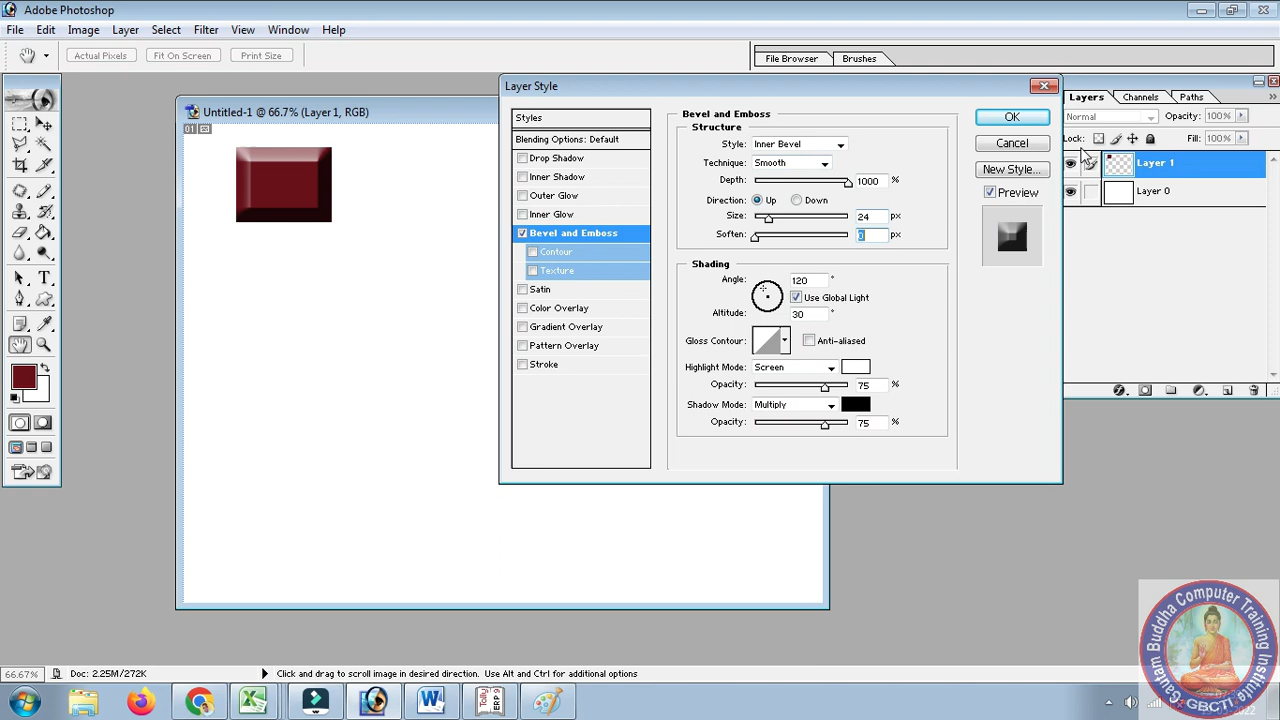 Adobe Photoshop
File Edit Image Layer Select Filter View Window Help
Actual Pixels Fit On Screen Print Size
File Browser Brushes
Untitled-1 @ 66.7% (Layer 1, RGB)
01
Layer Style
Styles
Blending Options: Default
Drop Shadow
Inner Shadow
Outer Glow
Inner Glow
Bevel and Emboss
Contour
Texture
Satin
Color Overlay
Gradient Overlay
Pattern Overlay
Stroke
Bevel and Emboss
Structure
Style: Inner Bevel
Technique: Smooth
Depth: 1000 %
Direction: Up Down
Size: 24 px
Soften: 0 px
Shading
Angle: 120 °
Use Global Light
Altitude: 30 °
Gloss Contour: Anti-aliased
Highlight Mode: Screen
Opacity: 75 %
Shadow Mode: Multiply
Opacity: 75 %
OK
Cancel
New Style...
Preview
Layers Channels Paths
Normal Opacity: 100%
Lock: Fill: 100%
Layer 1
Layer 0
66.67% Doc: 2.25M/272K Click and drag to scroll image in desired direction. Use Alt and Ctrl for additional options
Gautam Buddha Computer Training Institute
GBCTI